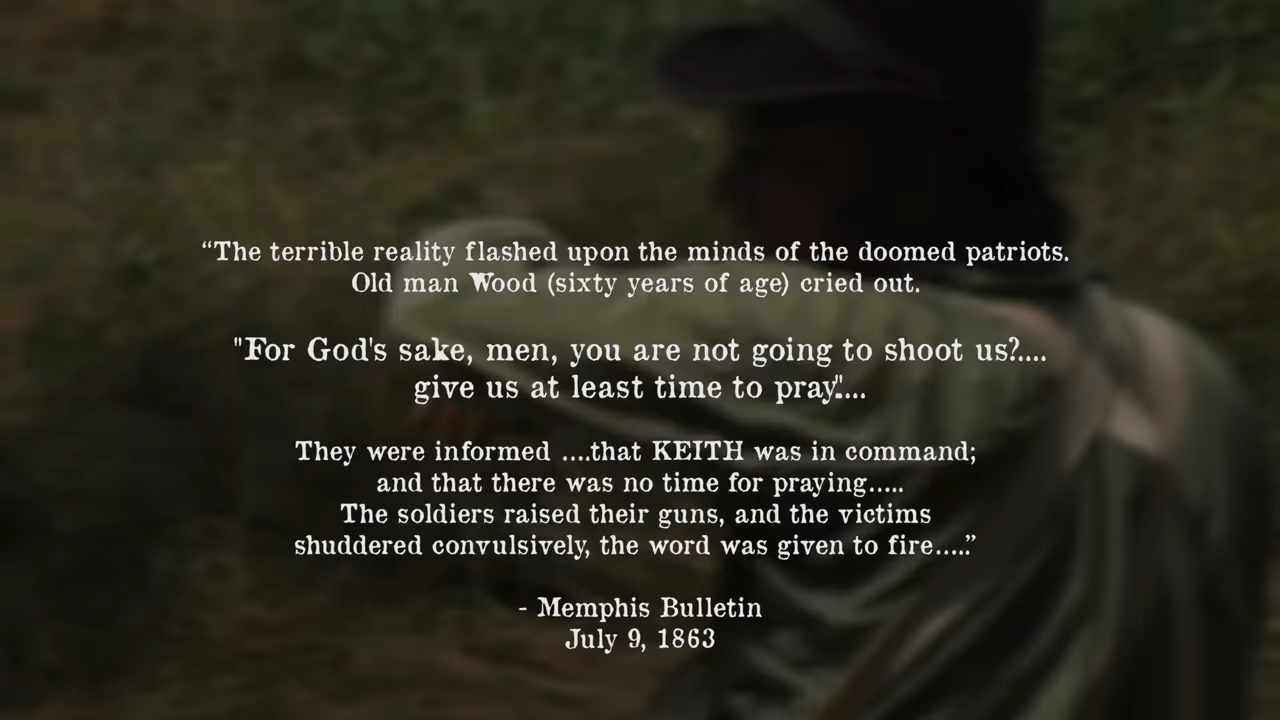 “The terrible reality flashed upon the minds of the doomed patriots.
Old man Wood (sixty years of age) cried out.
"For God's sake, men, you are not going to shoot us?....
give us at least time to pray"....
They were informed ....that KEITH was in command;
and that there was no time for praying.....
The soldiers raised their guns, and the victims
shuddered convulsively, the word was given to fire....”
- Memphis Bulletin
July 9, 1863